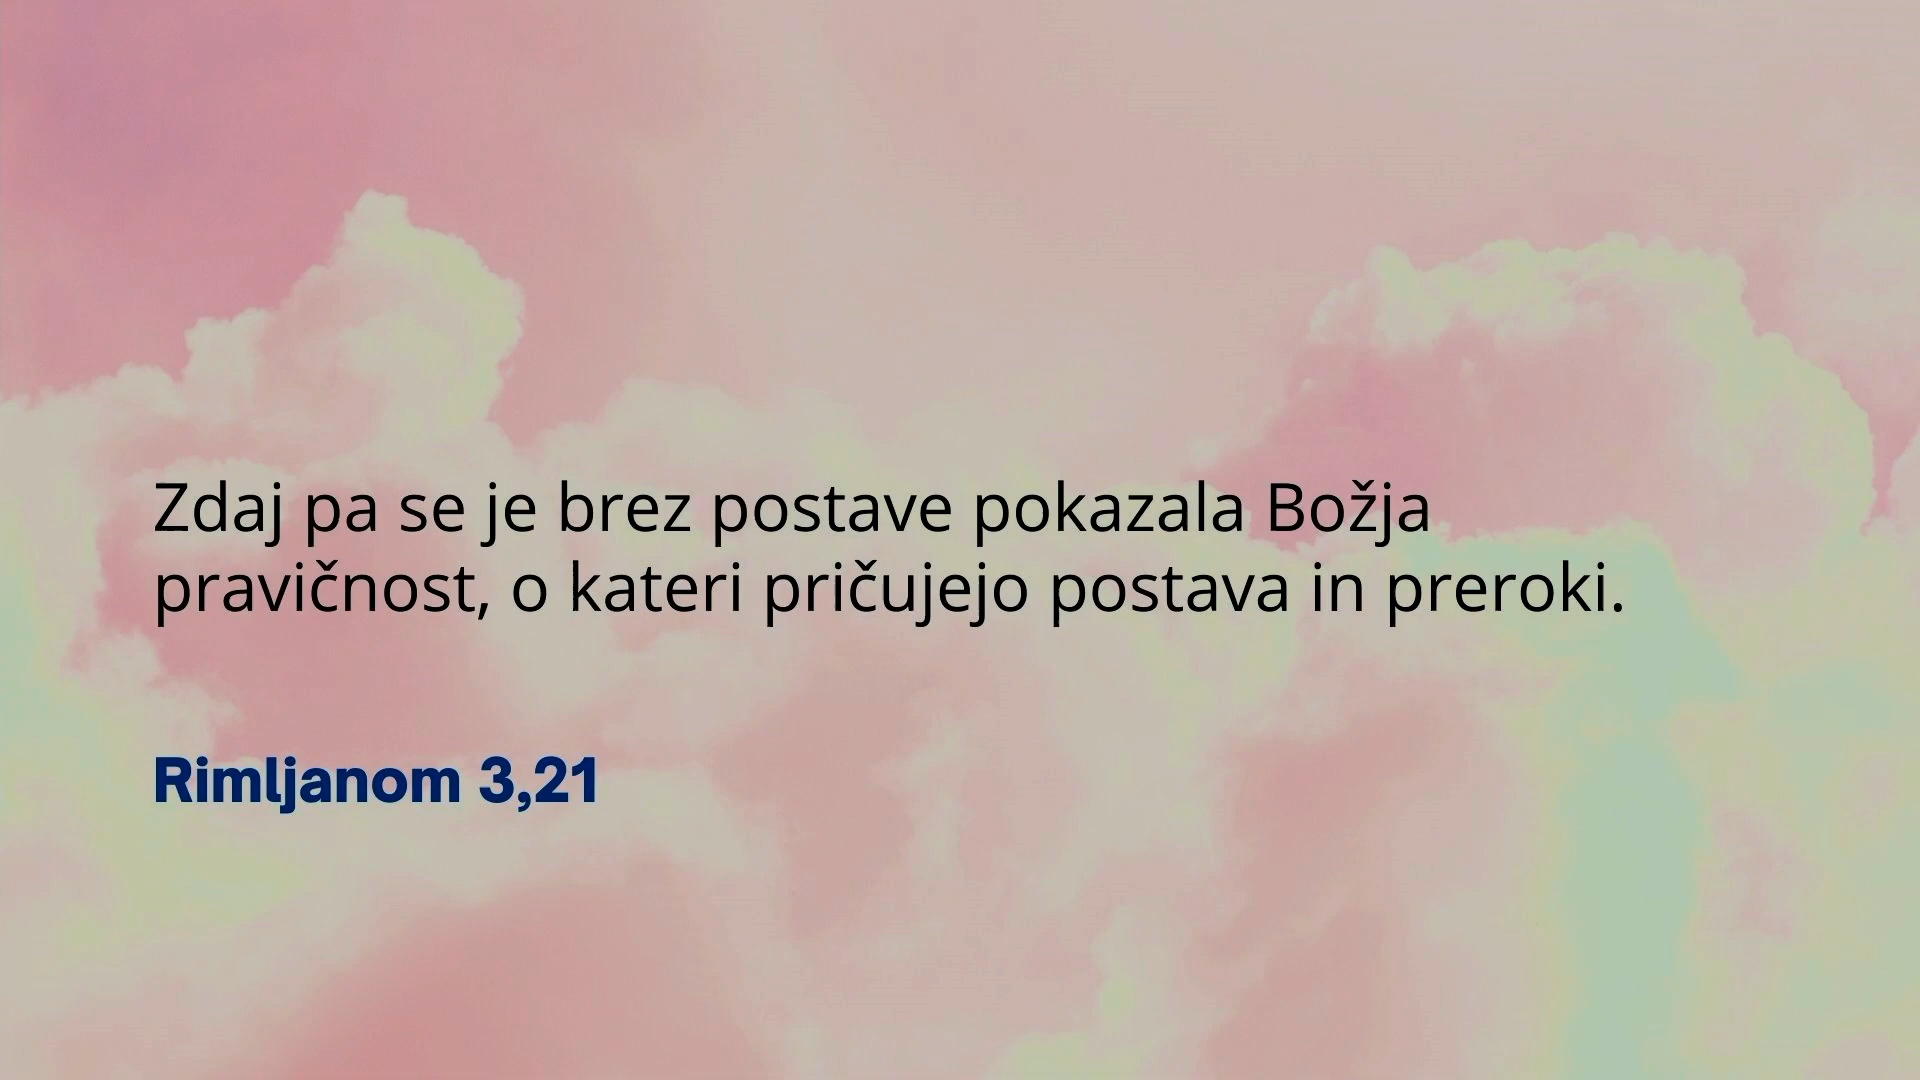 Zdaj pa se je brez postave pokazala Božja
pravičnost, o kateri pričujejo postava in preroki.
Rimljanom 3,21